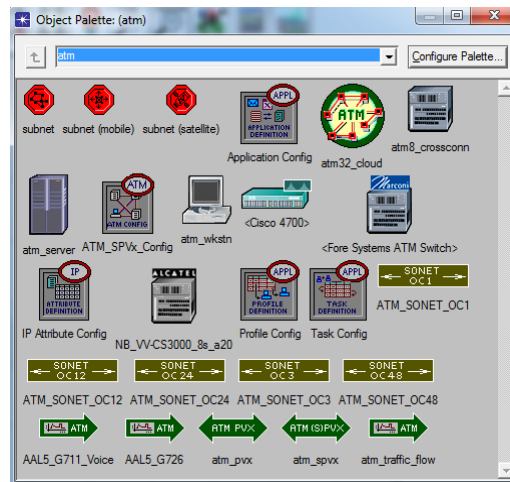 Object Palette: (atm)
atm
Configure Palette...
subnet
subnet (mobile)
subnet (satellite)
APPL
APPLICATION
DEFINITION
Application Config
ATM
atm32_cloud
atm8_crossconn
atm_server
ATM
ATM CONFIG
ATM_SPVx_Config
atm_wkstn
<Cisco 4700>
Marconi
<Fore Systems ATM Switch>
IP
ATTRIBUTE
DEFINITION
IP Attribute Config
ALCATEL
NB_VV-CS3000_8s_a20
APPL
PROFILE
DEFINITION
Profile Config
APPL
TASK
DEFINITION
Task Config
SONET
OC1
ATM_SONET_OC1
SONET
OC12
ATM_SONET_OC12
SONET
OC24
ATM_SONET_OC24
SONET
OC3
ATM_SONET_OC3
SONET
OC48
ATM_SONET_OC48
ATM
AAL5_G711_Voice
ATM
AAL5_G726
ATM PVX
atm_pvx
ATM (S)PVX
atm_spvx
ATM
atm_traffic_flow